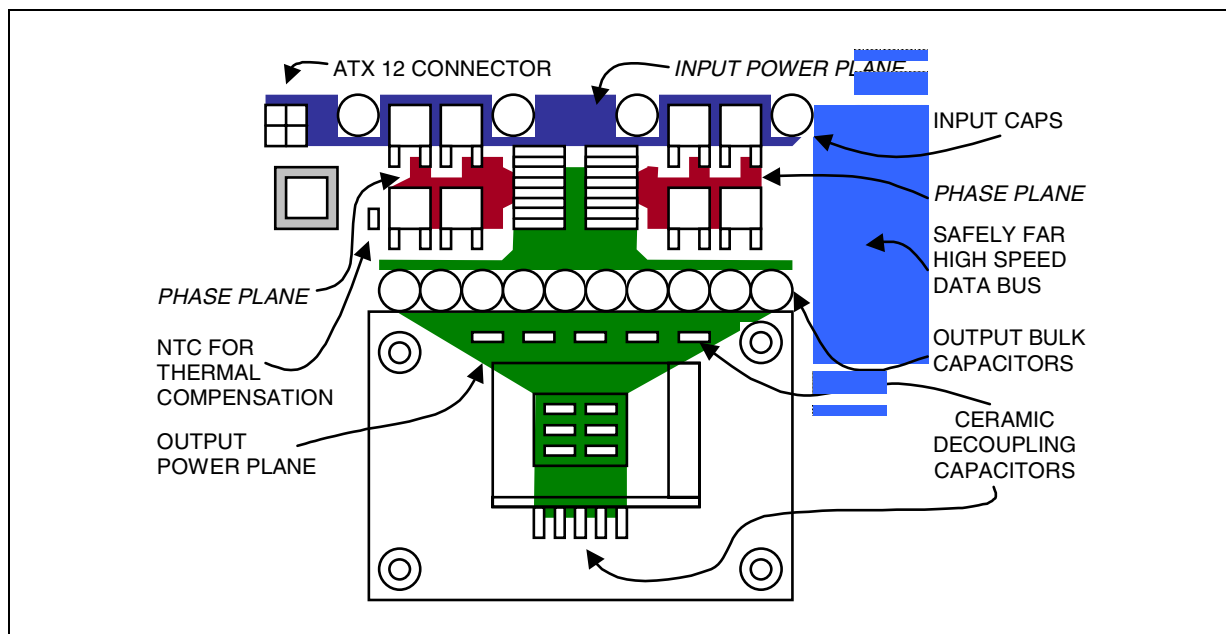 ATX 12 CONNECTOR
INPUT POWER PLANE
INPUT CAPS
PHASE PLANE
SAFELY FAR
HIGH SPEED
DATA BUS
PHASE PLANE
NTC FOR
THERMAL
COMPENSATION
OUTPUT BULK
CAPACITORS
OUTPUT
POWER PLANE
CERAMIC
DECOUPLING
CAPACITORS